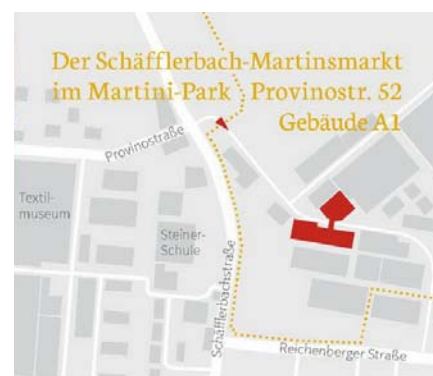 Der Schäfflerbach-Martinsmarkt
im Martini-Park Provinostr. 52
Gebäude A1
Provinostraße
Textil-
museum
Steiner-
Schule
Schäfflerbachstraße
Reichenberger Straße